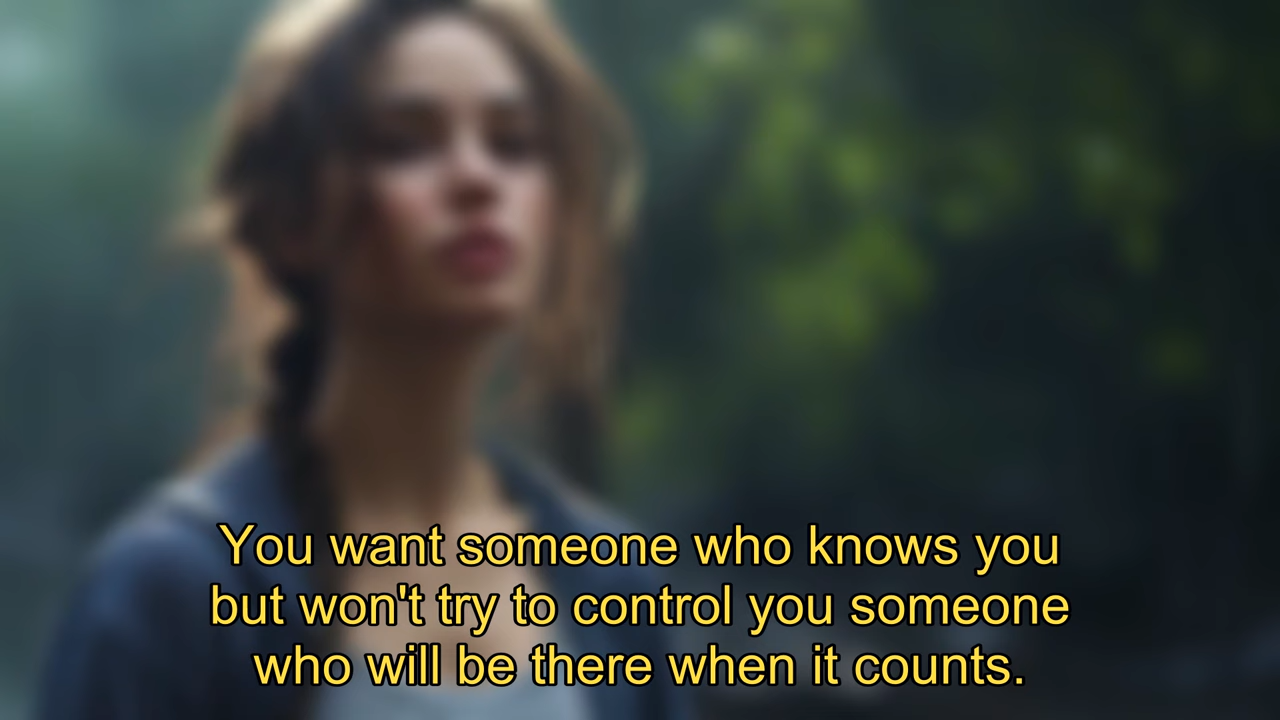 You want someone who knows you
but won't try to control you someone
who will be there when it counts.